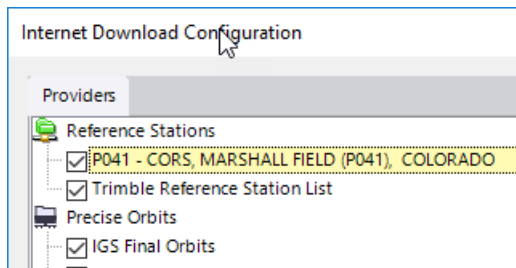 Internet Download Configuration
Providers
Reference Stations
P041 - CORS, MARSHALL FIELD (P041),  COLORADO
Trimble Reference Station List
Precise Orbits
IGS Final Orbits